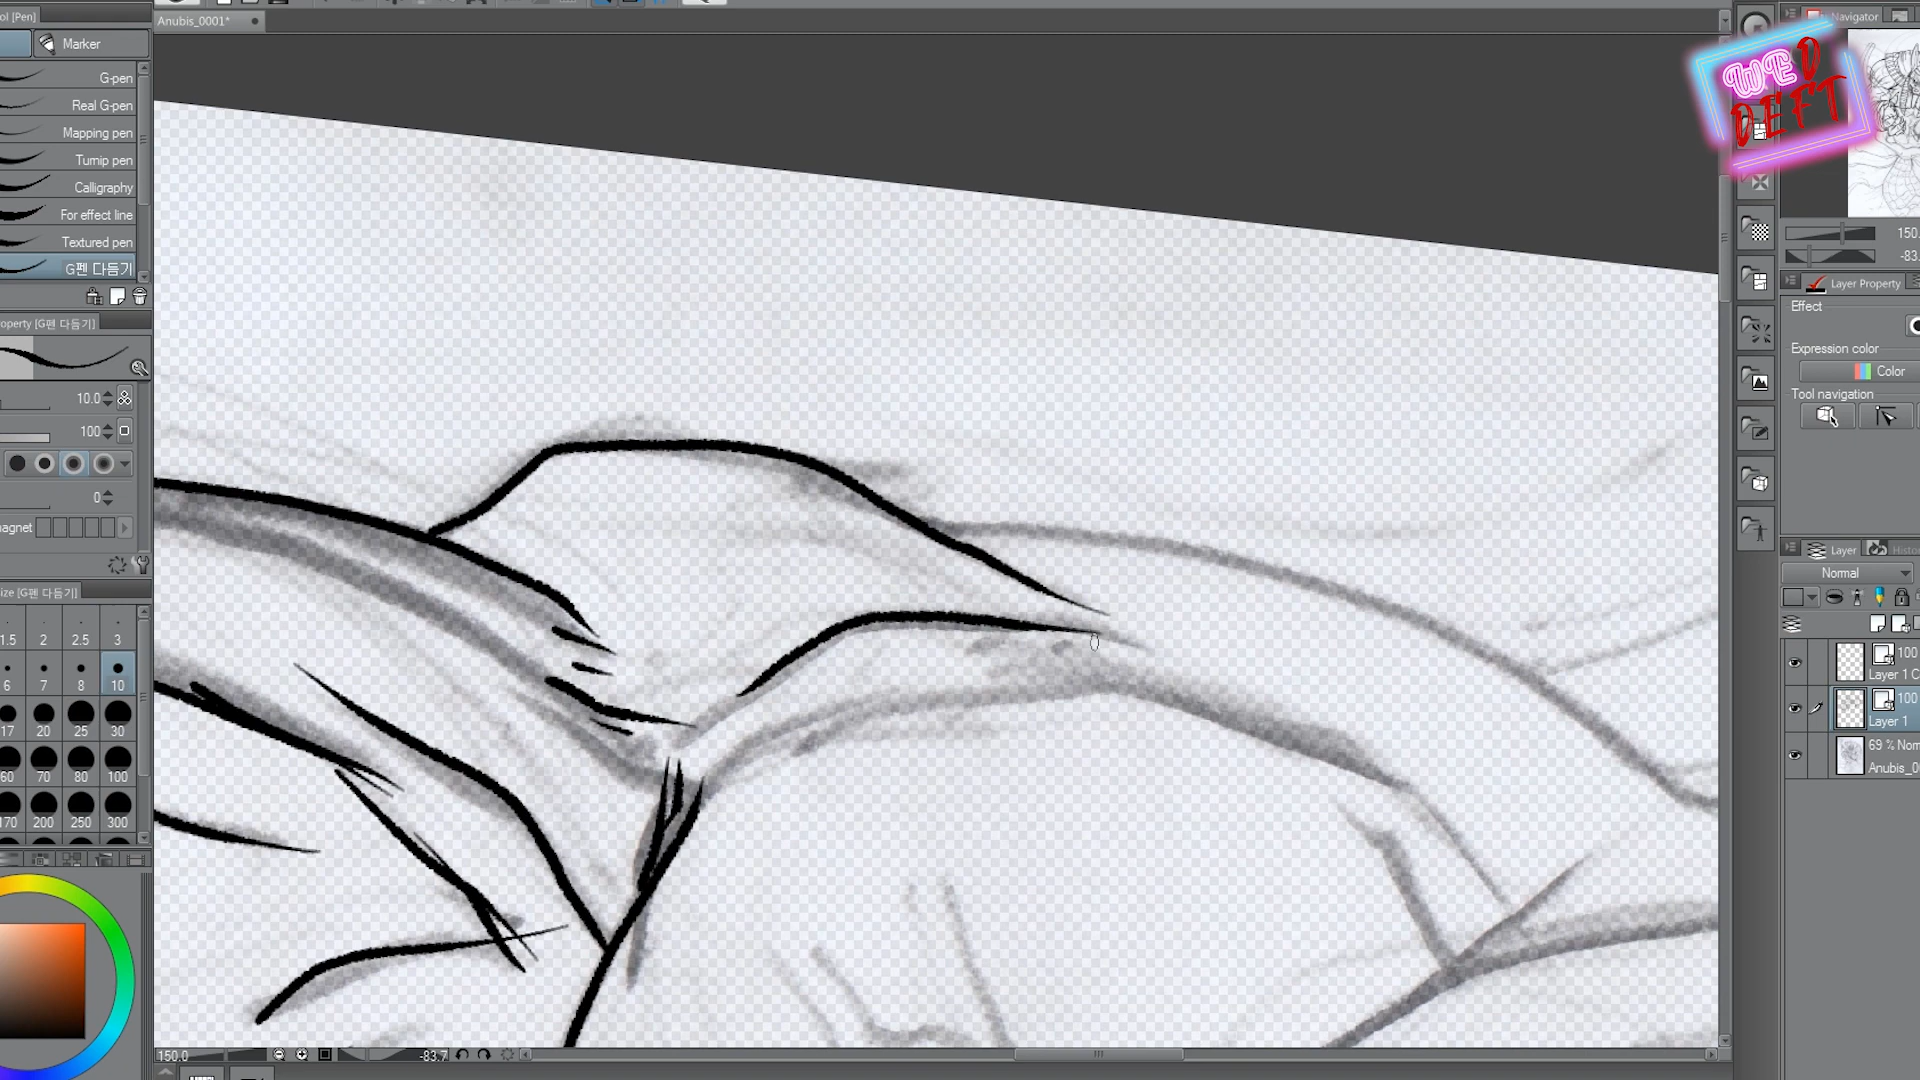 ol [Pen]
Anubis_0001*
Marker
G-pen
Real G-pen
Mapping pen
Turnip pen
Calligraphy
For effect line
Textured pen
G펜 다듬기
operty [G펜 다듬기]
10.0
100
0
agnet
ize [G펜 다듬기]
1.5 2 2.5 3
6 7 8 10
17 20 25 30
60 70 80 100
170 200 250 300
150.0
-83.7
WED
DEFT
Navigator
150.
-83.
Layer Property
Effect
Expression color
Color
Tool navigation
Layer
Histo
Normal
100
Layer 1 C
100
Layer 1
69 % Nom
Anubis_0